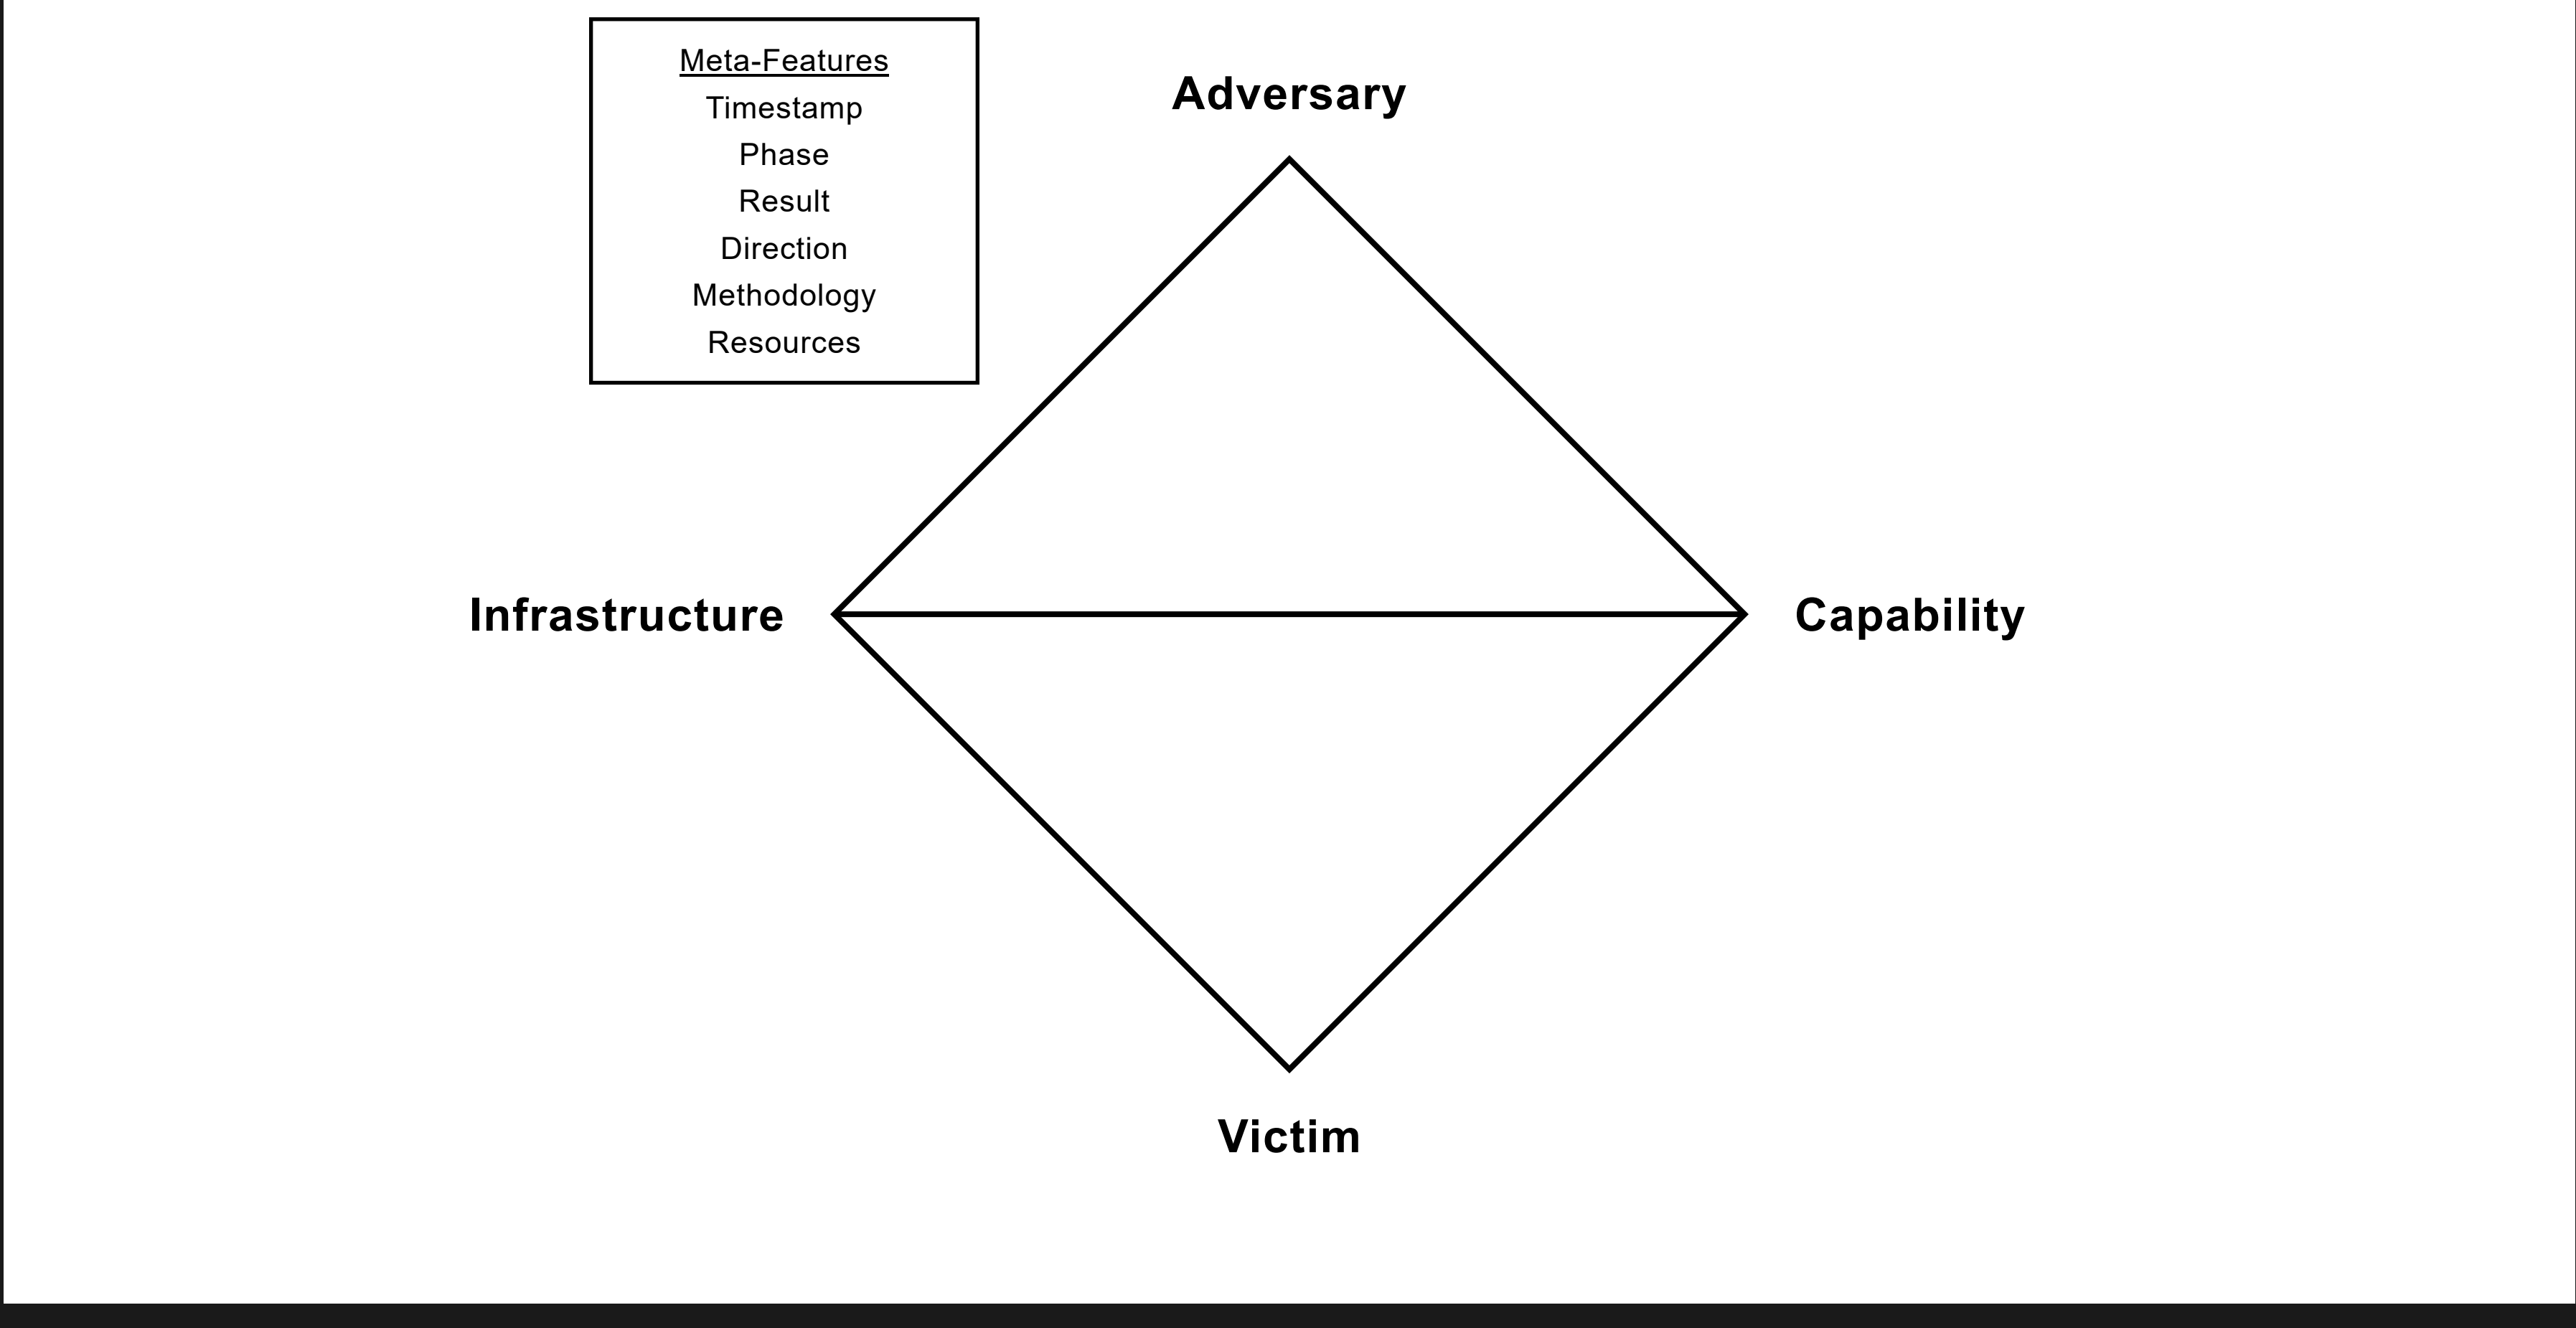 Meta-Features
Timestamp
Phase
Result
Direction
Methodology
Resources
Adversary
Infrastructure
Capability
Victim